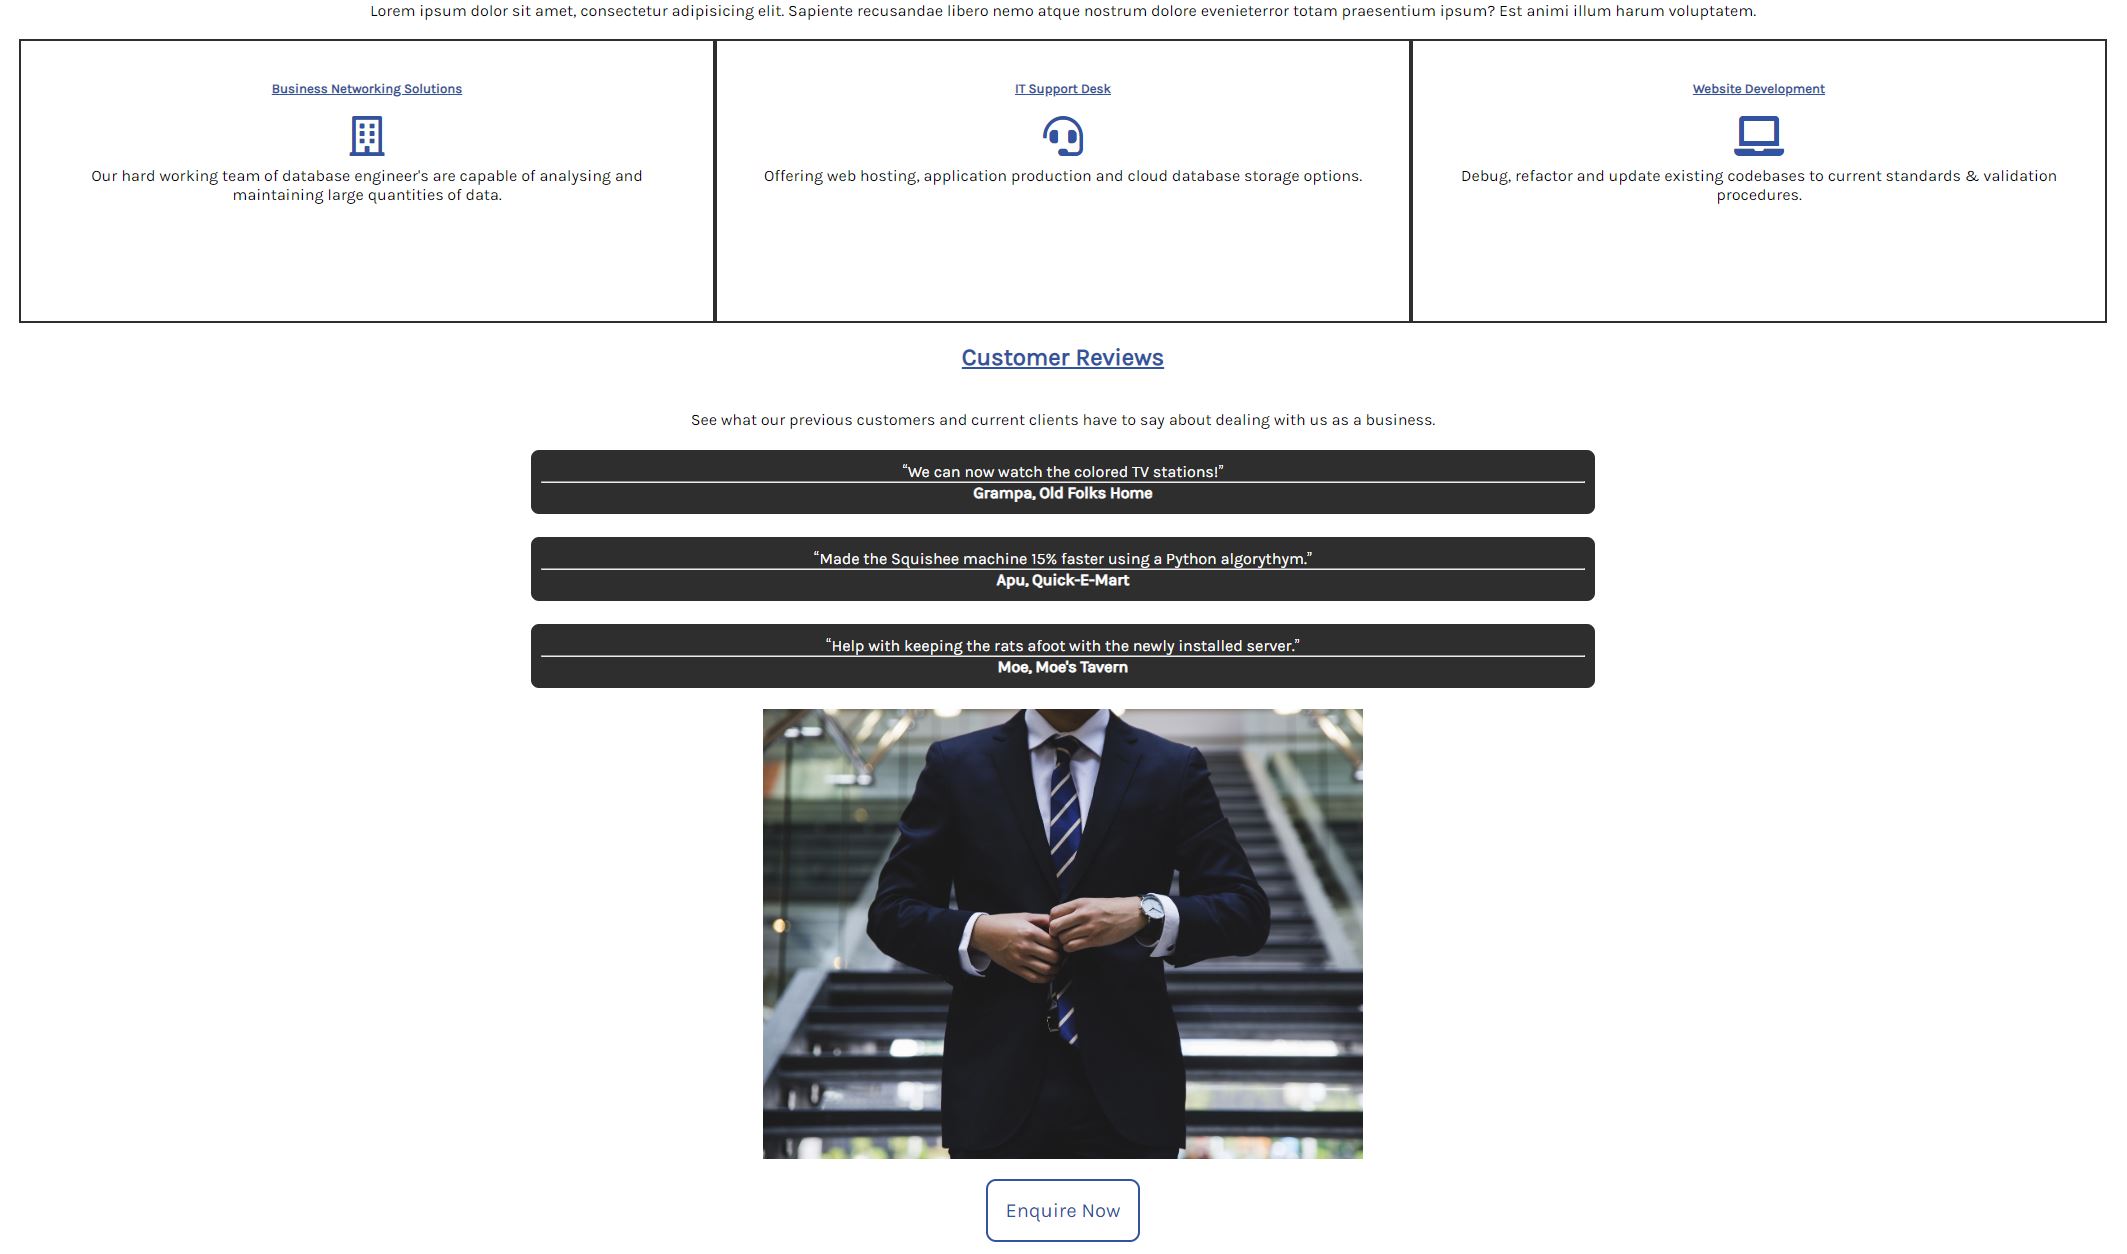 Lorem ipsum dolor sit amet, consectetur adipisicing elit. Sapiente recusandae libero nemo atque nostrum dolore evenieterror totam praesentium ipsum? Est animi illum harum voluptatem.
Business Networking Solutions
Our hard working team of database engineer's are capable of analysing and
maintaining large quantities of data.
IT Support Desk
Offering web hosting, application production and cloud database storage options.
Website Development
Debug, refactor and update existing codebases to current standards & validation
procedures.
Customer Reviews
See what our previous customers and current clients have to say about dealing with us as a business.
“We can now watch the colored TV stations!”
Grampa, Old Folks Home
“Made the Squishee machine 15% faster using a Python algorythym.”
Apu, Quick-E-Mart
“Help with keeping the rats afoot with the newly installed server.”
Moe, Moe's Tavern
Enquire Now